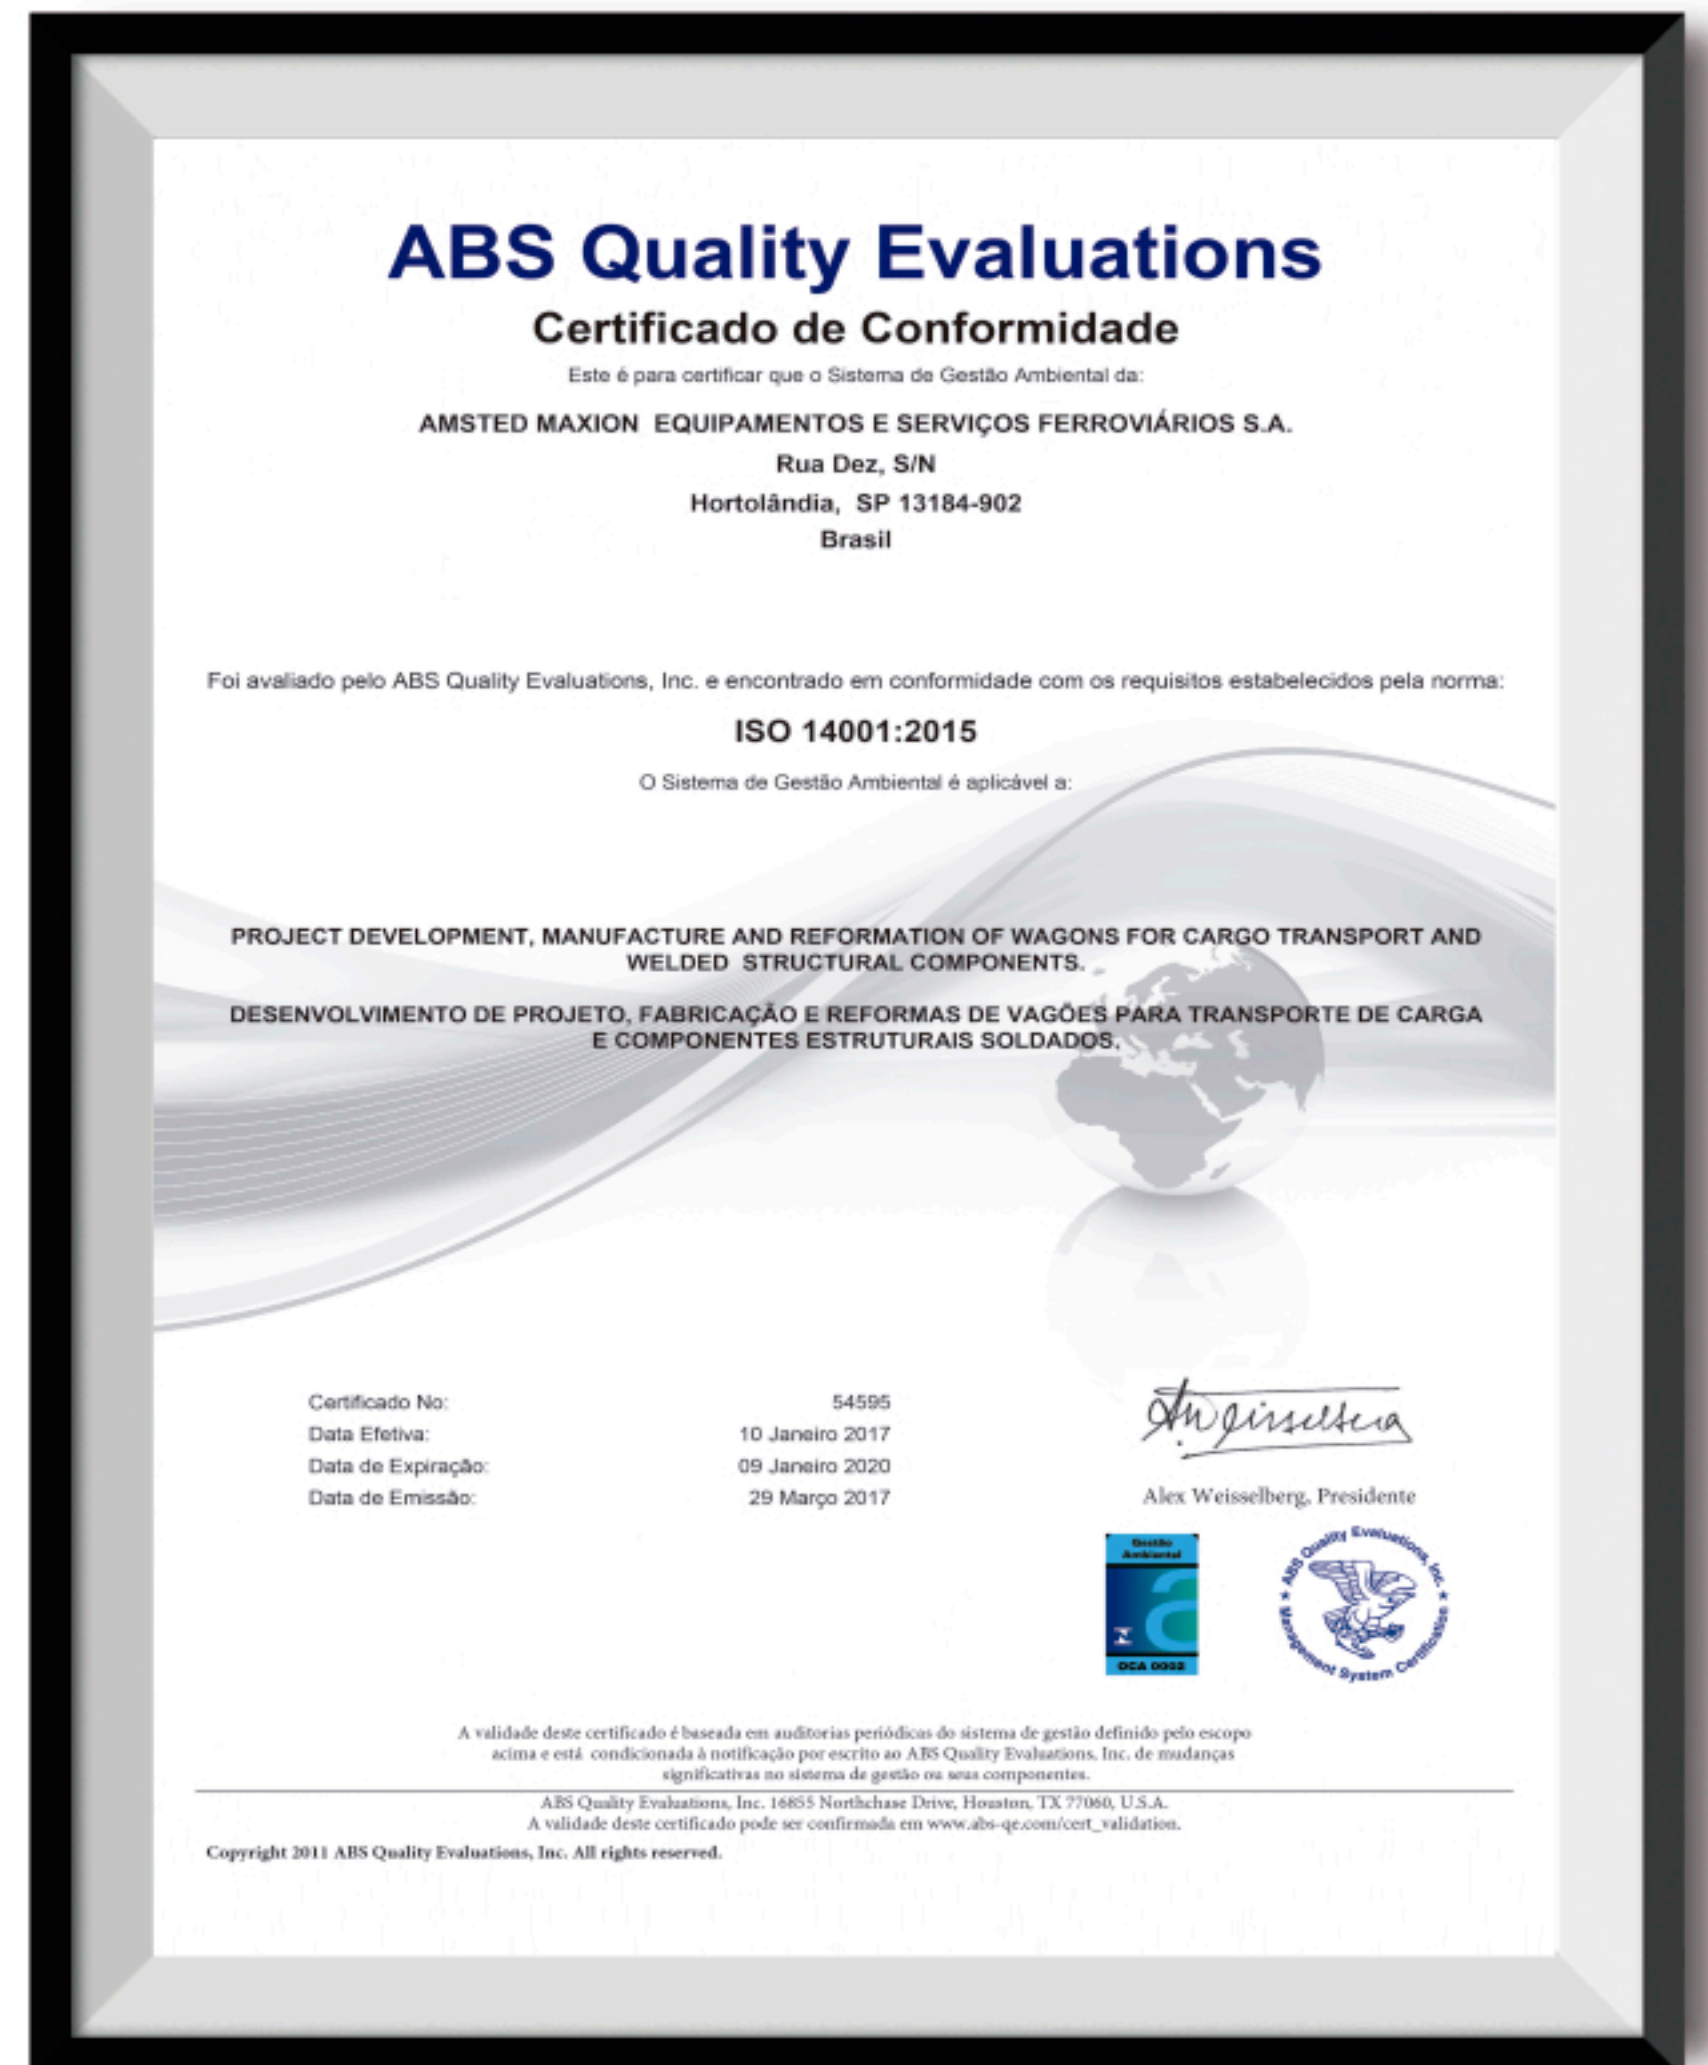 ABS Quality Evaluations
Certificado de Conformidade
Este é para certificar que o Sistema de Gestão Ambiental da:
AMSTED MAXION EQUIPAMENTOS E SERVIÇOS FERROVIÁRIOS S.A.
Rua Dez, S/N
Hortolândia, SP 13184-902
Brasil
Foi avaliado pelo ABS Quality Evaluations, Inc. e encontrado em conformidade com os requisitos estabelecidos pela norma:
ISO 14001:2015
O Sistema de Gestão Ambiental é aplicável a:
PROJECT DEVELOPMENT, MANUFACTURE AND REFORMATION OF WAGONS FOR CARGO TRANSPORT AND
WELDED STRUCTURAL COMPONENTS.
DESENVOLVIMENTO DE PROJETO, FABRICAÇÃO E REFORMAS DE VAGÕES PARA TRANSPORTE DE CARGA
E COMPONENTES ESTRUTURAIS SOLDADOS.
Certificado No: 54595
Data Efetiva: 10 Janeiro 2017
Data de Expiração: 09 Janeiro 2020
Data de Emissão: 29 Março 2017
Alex Weisselberg, Presidente
Gestão
Ambiental
a
OCA 0002
ABS Quality Evaluations, Inc.
Management System Certification
A validade deste certificado é baseada em auditorias periódicas do sistema de gestão definido pelo escopo
acima e está condicionada à notificação por escrito ao ABS Quality Evaluations, Inc. de mudanças
significativas no sistema de gestão ou seus componentes.
ABS Quality Evaluations, Inc. 16855 Northchase Drive, Houston, TX 77060, U.S.A.
A validade deste certificado pode ser confirmada em www.abs-qe.com/cert_validation.
Copyright 2011 ABS Quality Evaluations, Inc. All rights reserved.